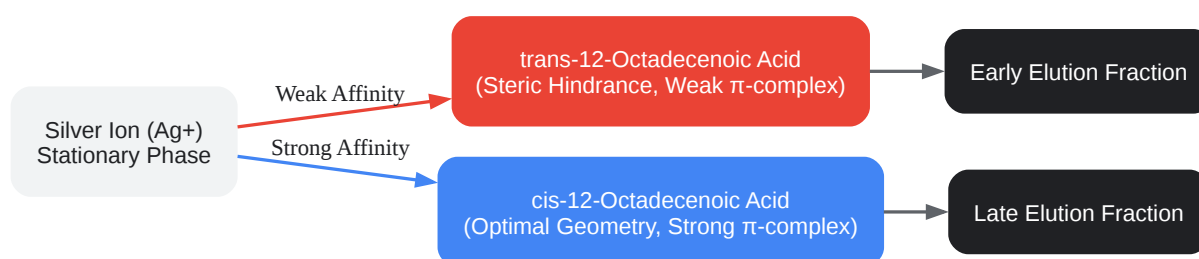 Silver Ion (Ag+)
Stationary Phase
Weak Affinity
Strong Affinity
trans-12-Octadecenoic Acid
(Steric Hindrance, Weak π-complex)
Early Elution Fraction
cis-12-Octadecenoic Acid
(Optimal Geometry, Strong π-complex)
Late Elution Fraction